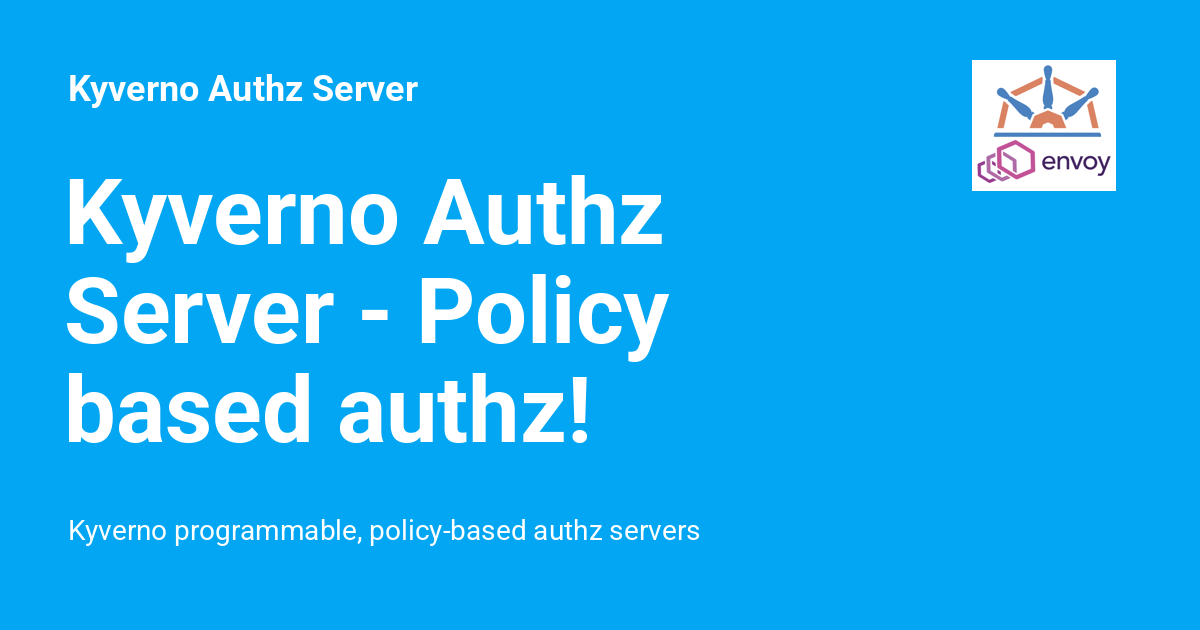 Kyverno Authz Server
envoy
Kyverno Authz
Server - Policy
based authz!
Kyverno programmable, policy-based authz servers